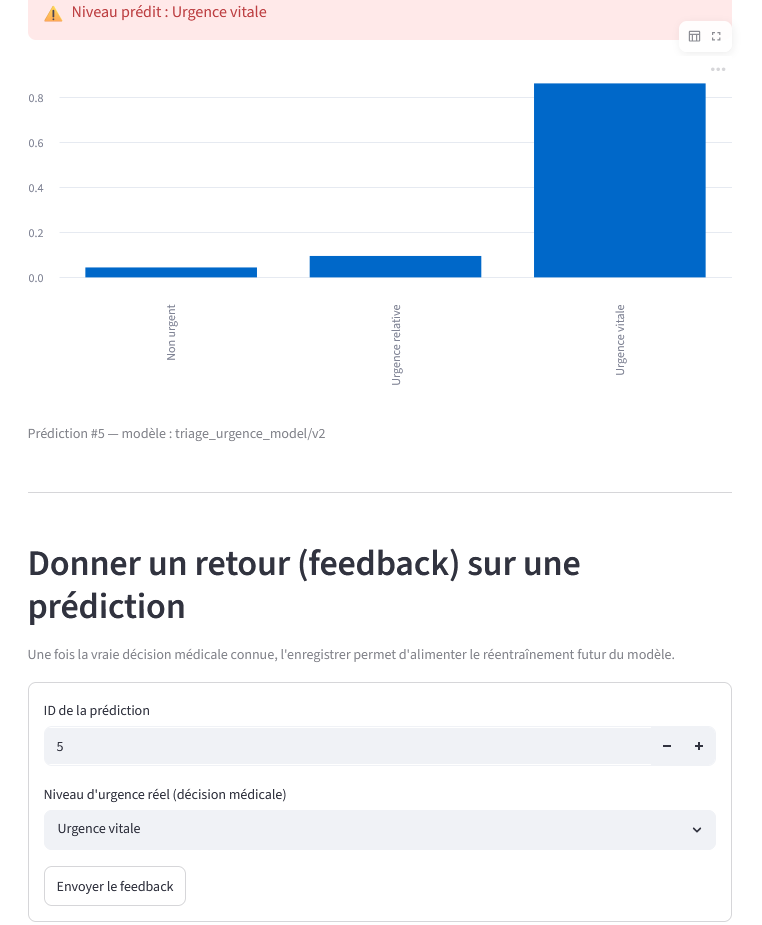 ⚠️ Niveau prédit : Urgence vitale
0.8
0.6
0.4
0.2
0.0
Non urgent
Urgence relative
Urgence vitale
Prédiction #5 — modèle : triage_urgence_model/v2
Donner un retour (feedback) sur une
prédiction
Une fois la vraie décision médicale connue, l'enregistrer permet d'alimenter le réentraînement futur du modèle.
ID de la prédiction
5
Niveau d'urgence réel (décision médicale)
Urgence vitale
Envoyer le feedback